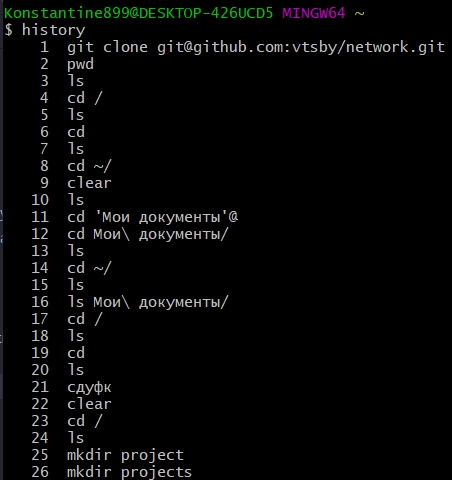 Konstantine899@DESKTOP-426UCD5 MINGW64 ~
$ history
1 git clone git@github.com:vtsby/network.git
2 pwd
3 ls
4 cd /
5 ls
6 cd
7 ls
8 cd ~/
9 clear
10 ls
11 cd 'Мои документы'@
12 cd Мои\ документы/
13 ls
14 cd ~/
15 ls
16 ls Мои\ документы/
17 cd /
18 ls
19 cd
20 ls
21 сдуфк
22 clear
23 cd /
24 ls
25 mkdir project
26 mkdir projects